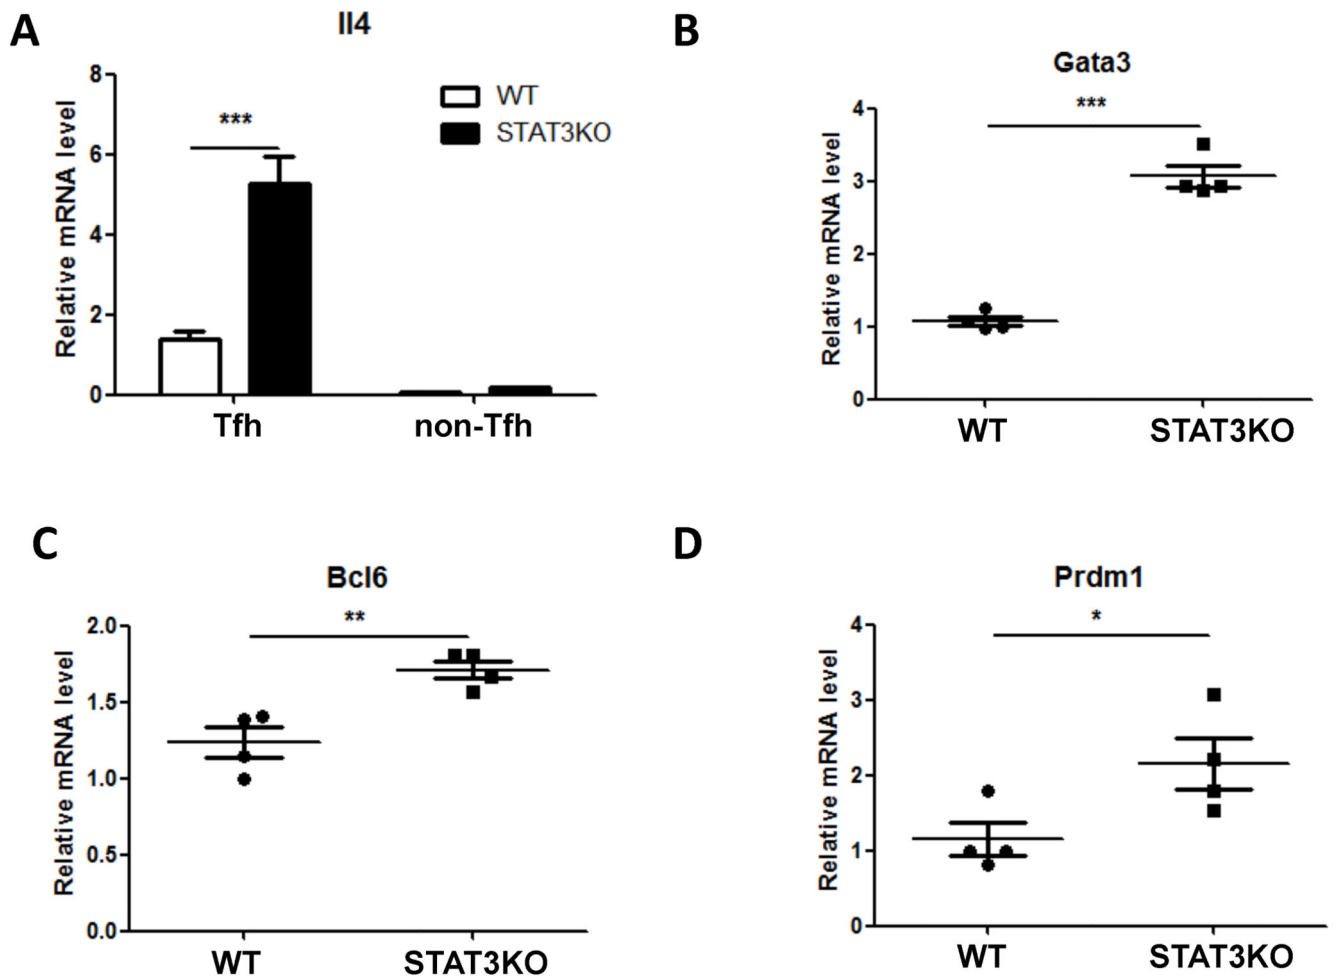 A
Il4
Relative mRNA level
8
6
4
2
0
***
WT
STAT3KO
Tfh
non-Tfh
B
Gata3
***
Relative mRNA level
4
3
2
1
0
WT
STAT3KO
C
Bcl6
**
Relative mRNA level
2.0
1.5
1.0
0.5
0.0
WT
STAT3KO
D
Prdm1
*
Relative mRNA level
4
3
2
1
0
WT
STAT3KO